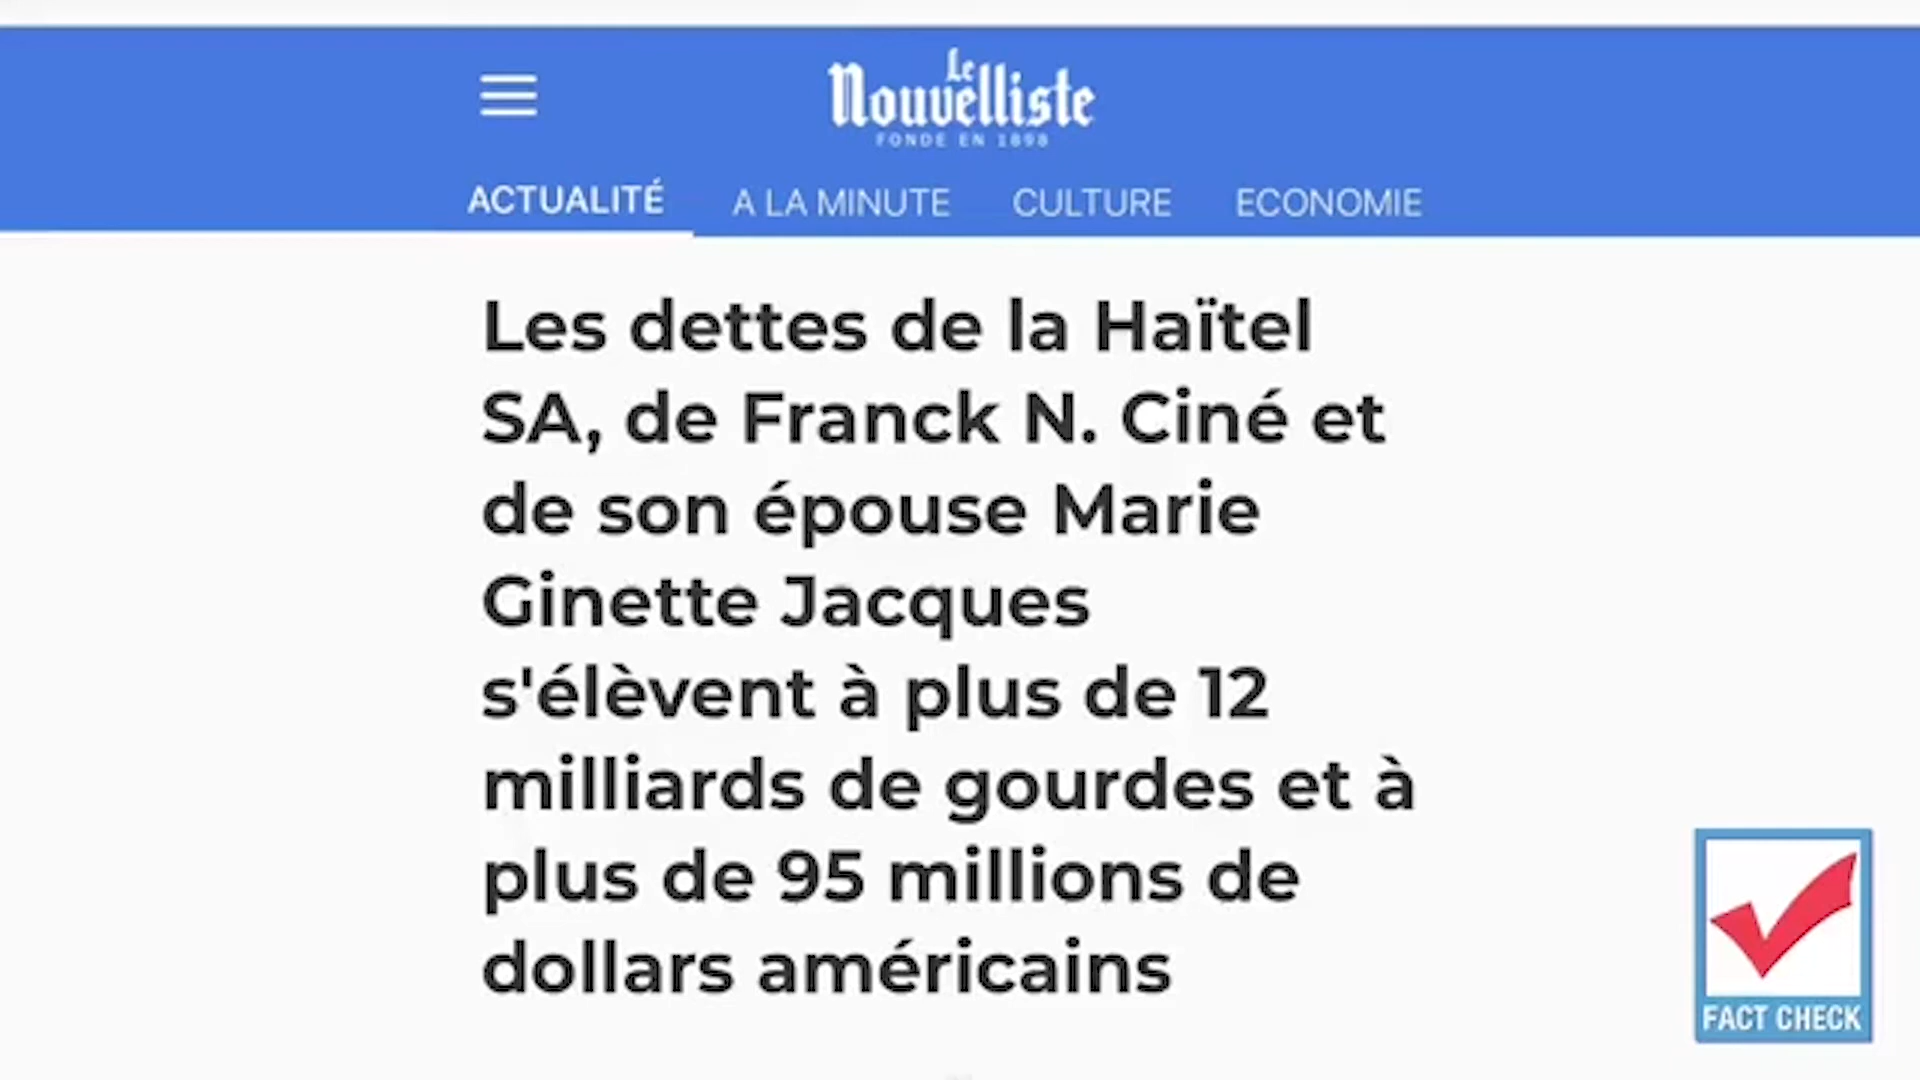 Le
Nouvelliste
FONDE EN 1898
ACTUALITÉ A LA MINUTE CULTURE ECONOMIE
Les dettes de la Haïtel
SA, de Franck N. Ciné et
de son épouse Marie
Ginette Jacques
s'élèvent à plus de 12
milliards de gourdes et à
plus de 95 millions de
dollars américains
FACT CHECK